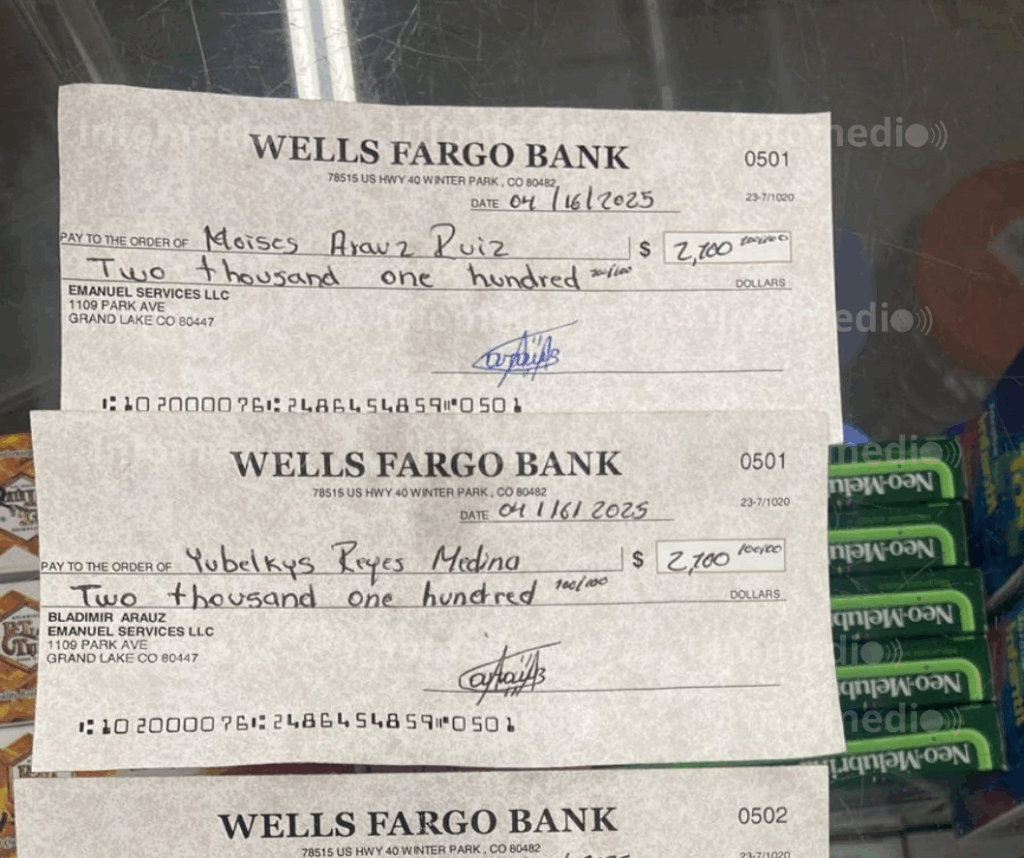 WELLS FARGO BANK 0501
78515 US HWY 40 WINTER PARK, CO 80482
DATE 04/16/2025 23-7/1020
PAY TO THE ORDER OF Moises Arauz Ruiz $ 2,100
Two thousand one hundred DOLLARS
EMANUEL SERVICES LLC
1109 PARK AVE
GRAND LAKE CO 80447
⑆102000076⑆2486454859⑈0501
WELLS FARGO BANK 0501
78515 US HWY 40 WINTER PARK, CO 80482
DATE 04/16/2025 23-7/1020
PAY TO THE ORDER OF Yubelkys Reyes Medina $ 2,100 100/100
Two thousand one hundred 100/100 DOLLARS
BLADIMIR ARAUZ
EMANUEL SERVICES LLC
1109 PARK AVE
GRAND LAKE CO 80447
⑆102000076⑆2486454859⑈0501
WELLS FARGO BANK 0502
78515 US HWY 40 WINTER PARK, CO 80482
23-7/1020
Neo-Melub
Neo-Melub
Neo-Melub
Neo-Melub
Neo-Melubrina
Infomedio